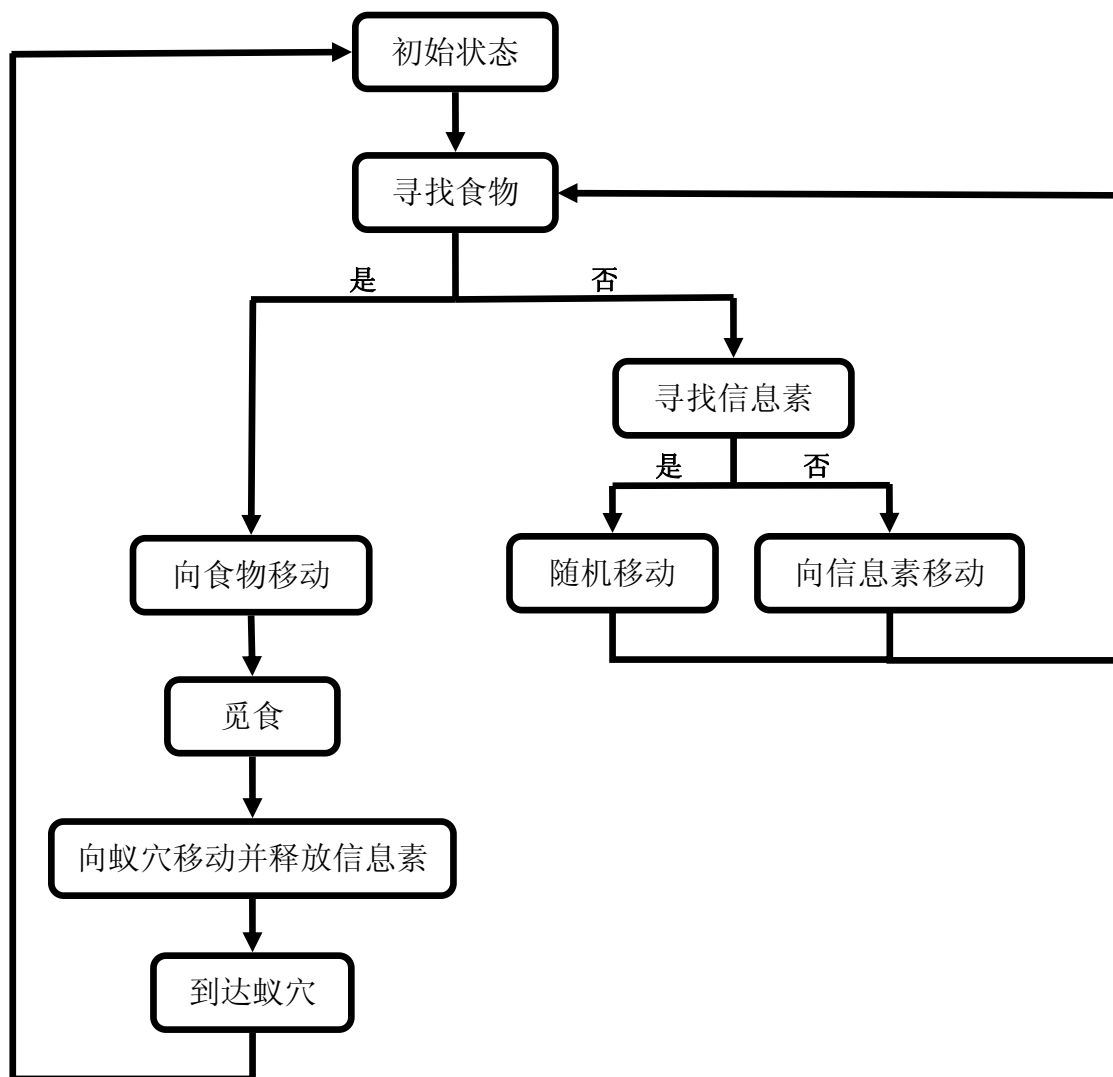 初始状态
寻找食物
是
否
寻找信息素
是
否
向食物移动
随机移动
向信息素移动
觅食
向蚁穴移动并释放信息素
到达蚁穴